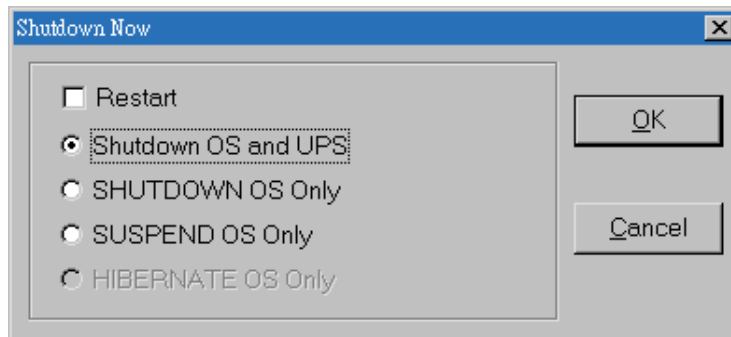 Shutdown Now
Restart
Shutdown OS and UPS
SHUTDOWN OS Only
SUSPEND OS Only
HIBERNATE OS Only
OK
Cancel